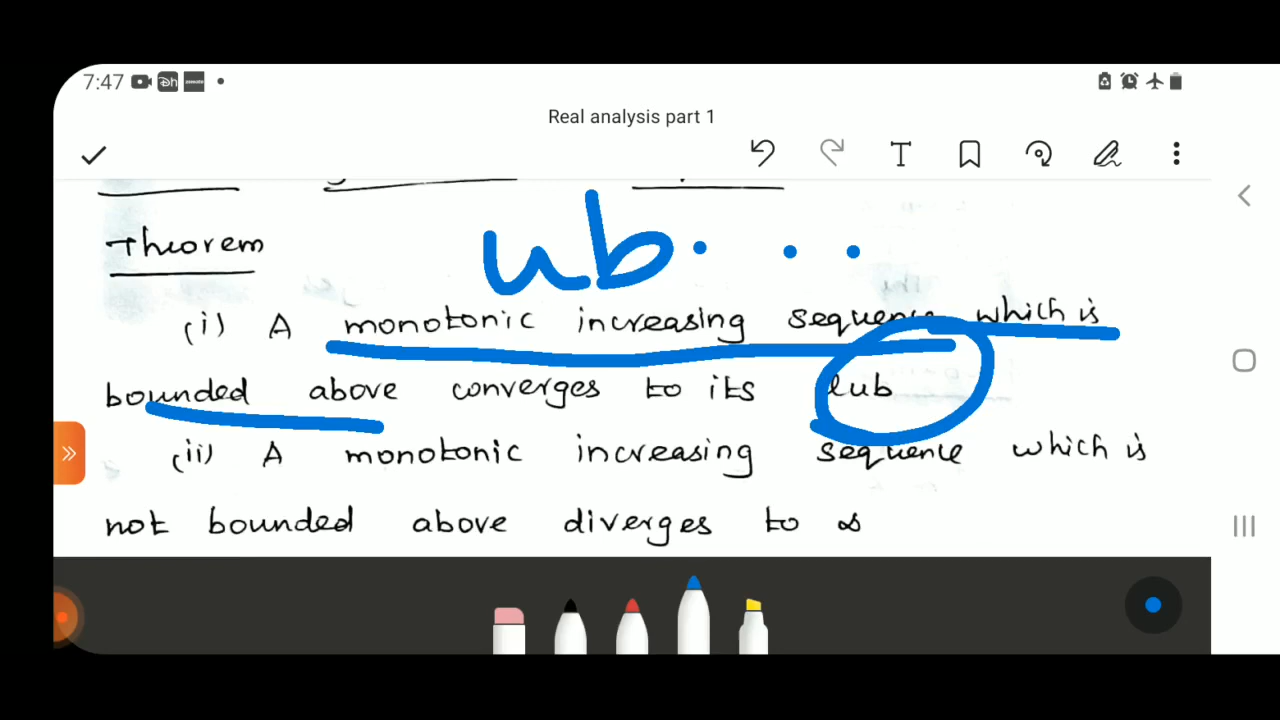 7:47
Real analysis part 1
Theorem
ub. . .
(i) A monotonic increasing sequence which is
bounded above converges to its lub
(ii) A monotonic increasing sequence which is
not bounded above diverges to ∞